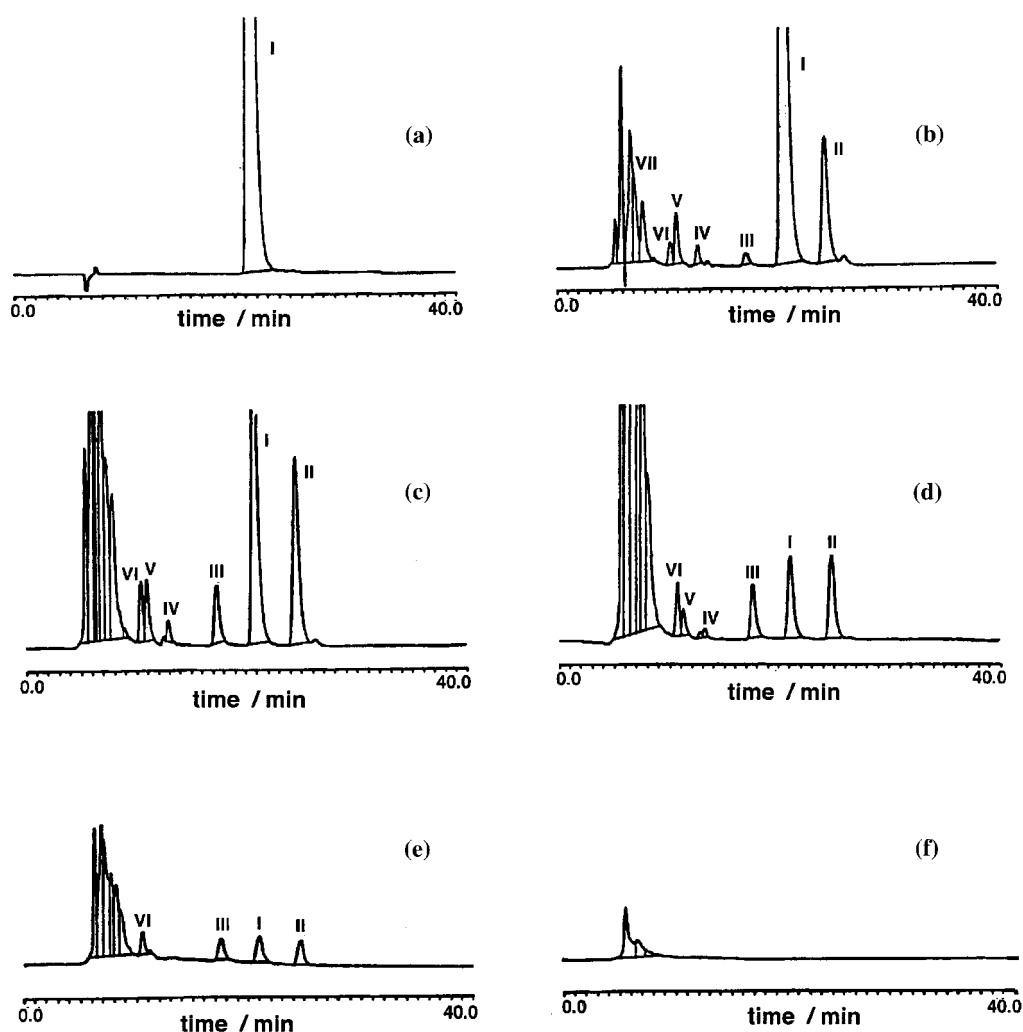 I
(a)
0.0 40.0
time / min
I
(b)
II
VII
V
VI IV III
0.0 40.0
time / min
I
(c)
II
VI V III
IV
0.0 40.0
time / min
(d)
VI III I II
V
IV
0.0 40.0
time / min
(e)
VI III I II
0.0 40.0
time / min
(f)
0.0 40.0
time / min